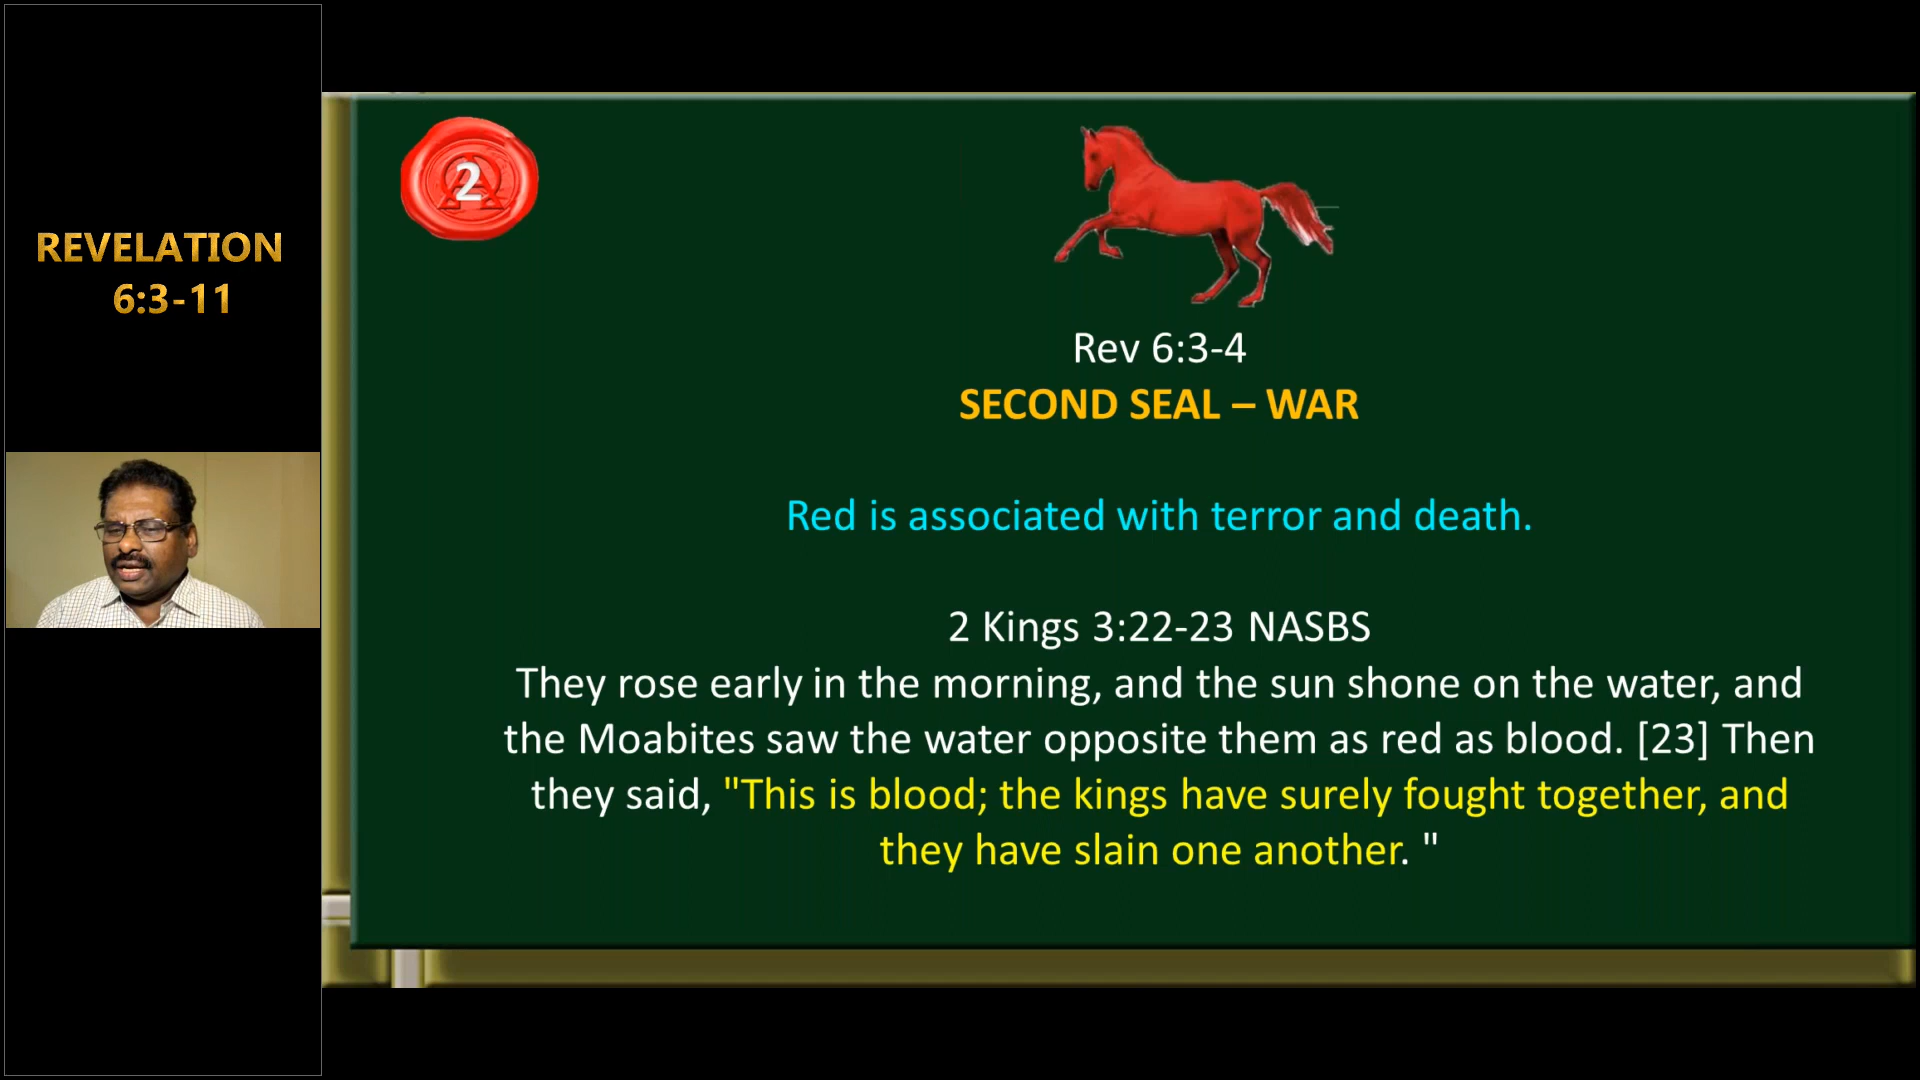 REVELATION
6:3-11
2
Rev 6:3-4
SECOND SEAL – WAR
Red is associated with terror and death.
2 Kings 3:22-23 NASBS
They rose early in the morning, and the sun shone on the water, and
the Moabites saw the water opposite them as red as blood. [23] Then
they said, "This is blood; the kings have surely fought together, and
they have slain one another. "